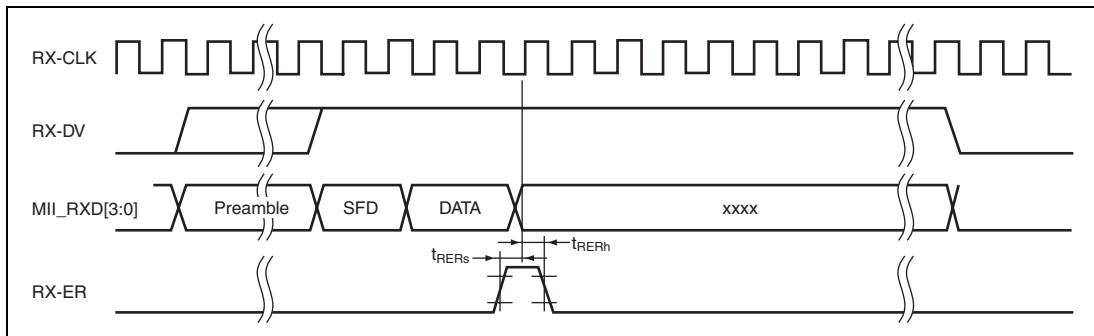 RX-CLK
RX-DV
MII_RXD[3:0] Preamble SFD DATA xxxx
tRERs tRERh
RX-ER